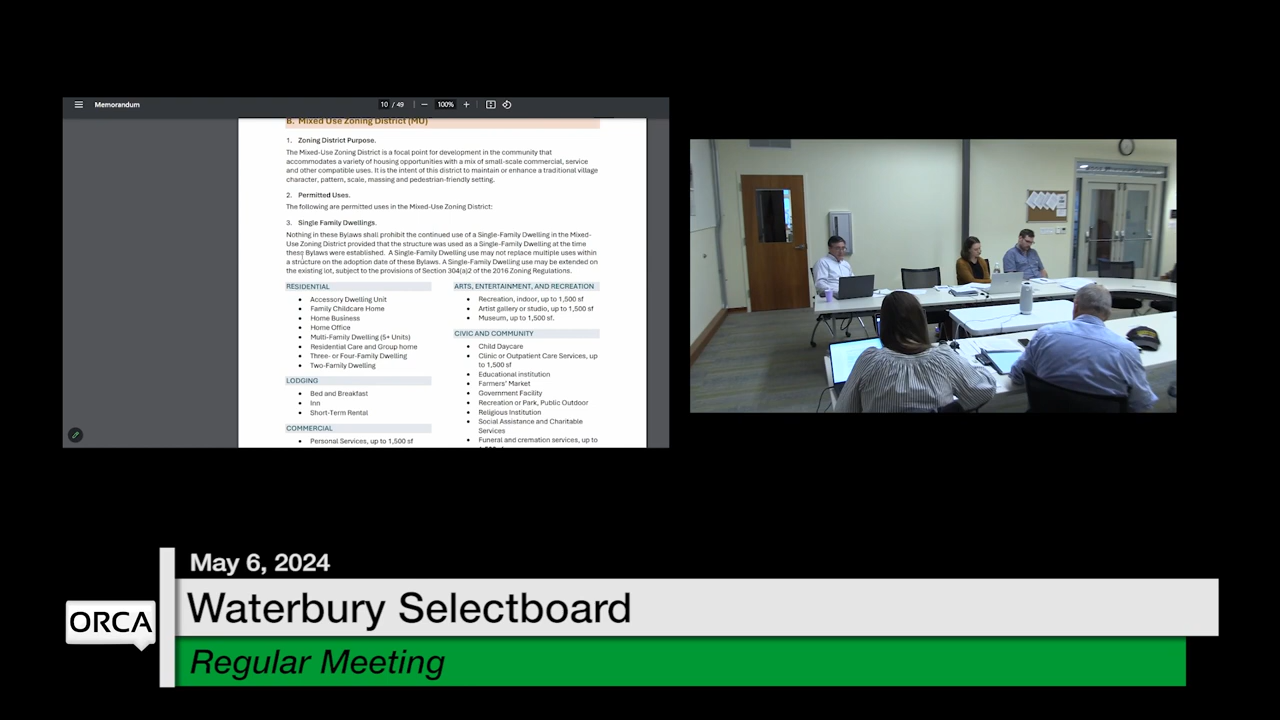 Memorandum
10 / 49
100%
B. Mixed Use Zoning District (MU)
1. Zoning District Purpose.
The Mixed-Use Zoning District is a focal point for development in the community that
accommodates a variety of housing opportunities with a mix of small-scale commercial, service
and other compatible uses. It is the intent of this district to maintain or enhance a traditional village
character, pattern, scale, massing and pedestrian-friendly setting.
2. Permitted Uses.
The following are permitted uses in the Mixed-Use Zoning District:
3. Single Family Dwellings.
Nothing in these Bylaws shall prohibit the continued use of a Single-Family Dwelling in the Mixed-
Use Zoning District provided that the structure was used as a Single-Family Dwelling at the time
these Bylaws were established. A Single-Family Dwelling use may not replace multiple uses within
a structure on the adoption date of these Bylaws. A Single-Family Dwelling use may be extended on
the existing lot, subject to the provisions of Section 304(a)2 of the 2016 Zoning Regulations.
RESIDENTIAL
• Accessory Dwelling Unit
• Family Childcare Home
• Home Business
• Home Office
• Multi-Family Dwelling (5+ Units)
• Residential Care and Group home
• Three- or Four-Family Dwelling
• Two-Family Dwelling
LODGING
• Bed and Breakfast
• Inn
• Short-Term Rental
COMMERCIAL
• Personal Services, up to 1,500 sf
ARTS, ENTERTAINMENT, AND RECREATION
• Recreation, indoor, up to 1,500 sf
• Artist gallery or studio, up to 1,500 sf
• Museum, up to 1,500 sf.
CIVIC AND COMMUNITY
• Child Daycare
• Clinic or Outpatient Care Services, up
to 1,500 sf
• Educational institution
• Farmers' Market
• Government Facility
• Recreation or Park, Public Outdoor
• Religious Institution
• Social Assistance and Charitable
Services
• Funeral and cremation services, up to
May 6, 2024
ORCA
Waterbury Selectboard
Regular Meeting